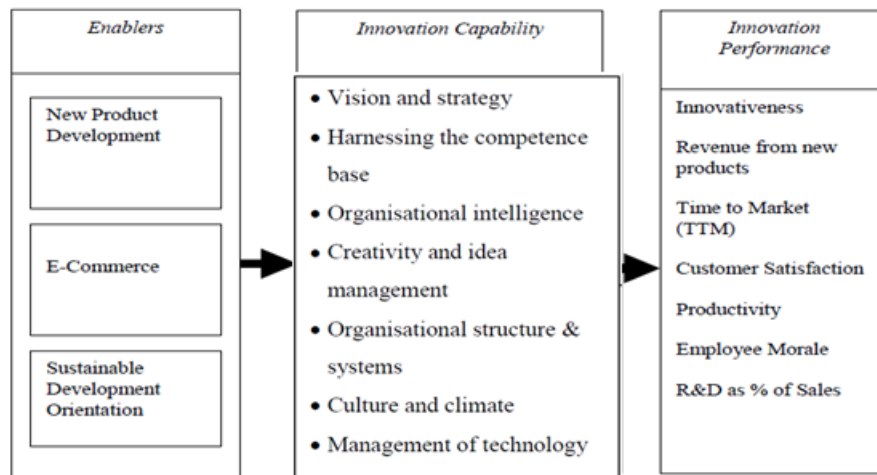 Enablers
New Product
Development
E-Commerce
Sustainable
Development
Orientation
Innovation Capability
• Vision and strategy
• Harnessing the competence
base
• Organisational intelligence
• Creativity and idea
management
• Organisational structure &
systems
• Culture and climate
• Management of technology
Innovation
Performance
Innovativeness
Revenue from new
products
Time to Market
(TTM)
Customer Satisfaction
Productivity
Employee Morale
R&D as % of Sales